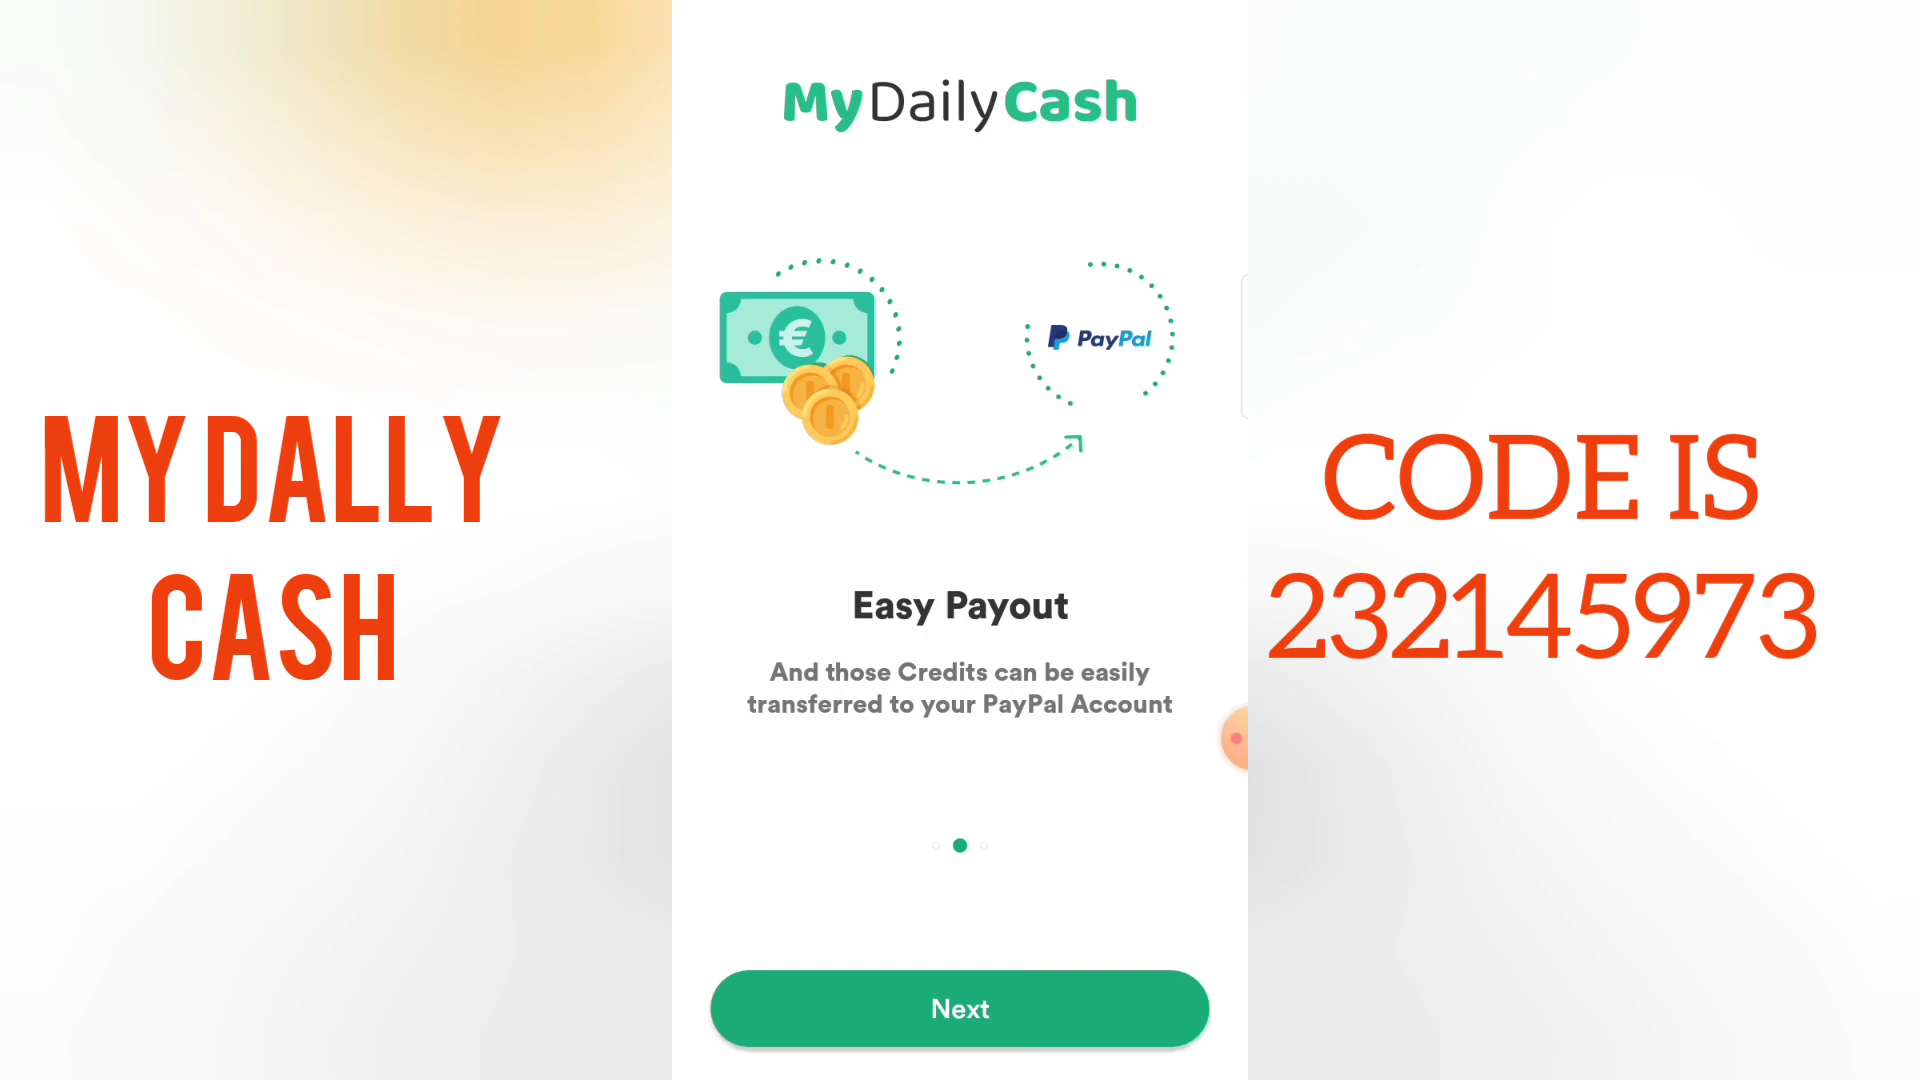 MyDailyCash
PayPal
Easy Payout
And those Credits can be easily
transferred to your PayPal Account
Next
MY DALLY
CASH
CODE IS
232145973